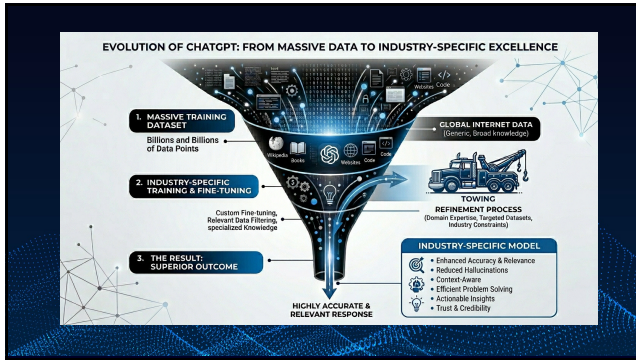 EVOLUTION OF CHATGPT: FROM MASSIVE DATA TO INDUSTRY-SPECIFIC EXCELLENCE
Websites Code
1. MASSIVE TRAINING
DATASET
Billions and Billions
of Data Points
GLOBAL INTERNET DATA
(Generic, Broad knowledge)
Wikipedia
Books
Websites
Code
Code
2. INDUSTRY-SPECIFIC
TRAINING & FINE-TUNING
Custom Fine-tuning,
Relevant Data Filtering,
specialized Knowledge
TOWING
REFINEMENT PROCESS
(Domain Expertise, Targeted Datasets,
Industry Constraints)
3. THE RESULT:
SUPERIOR OUTCOME
INDUSTRY-SPECIFIC MODEL
• Enhanced Accuracy & Relevance
• Reduced Hallucinations
• Context-Aware
• Efficient Problem Solving
• Actionable Insights
• Trust & Credibility
HIGHLY ACCURATE &
RELEVANT RESPONSE